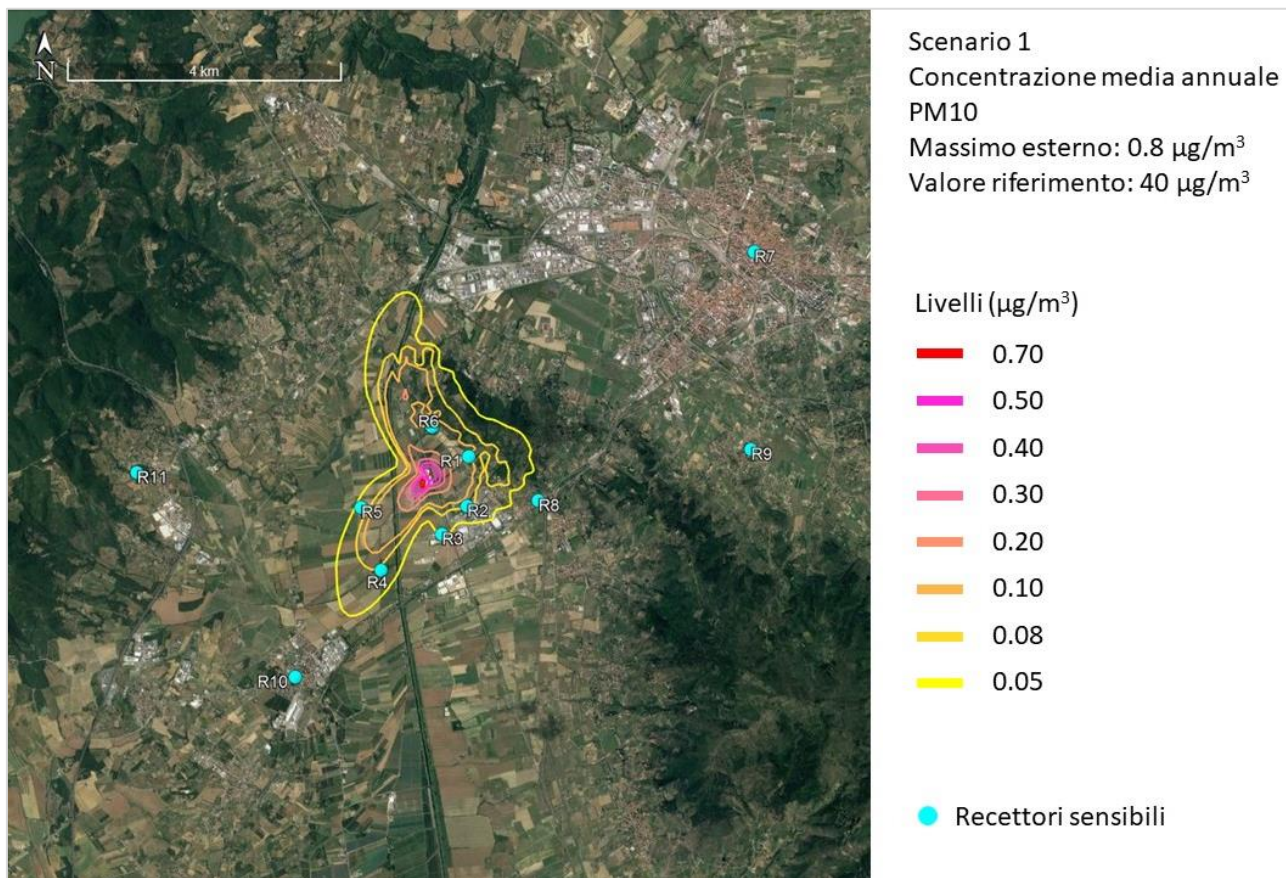 N
4 km
R7
R6
R1
R9
R11
R5
R2
R8
R3
R4
R10
Scenario 1
Concentrazione media annuale
PM10
Massimo esterno: 0.8 µg/m³
Valore riferimento: 40 µg/m³
Livelli (µg/m³)
0.70
0.50
0.40
0.30
0.20
0.10
0.08
0.05
Recettori sensibili